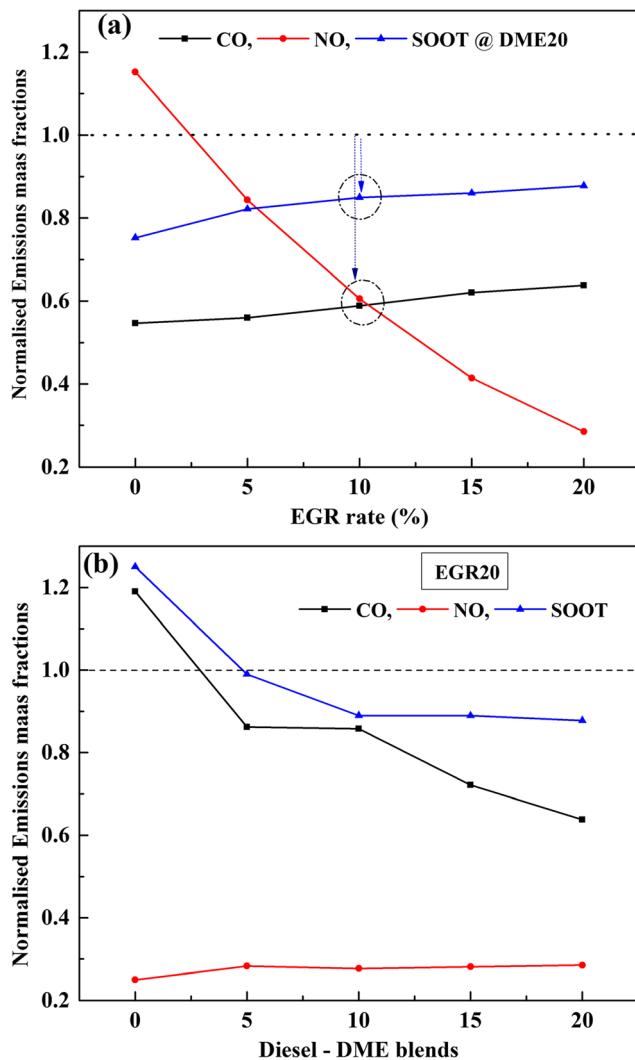 (a)
CO, NO, SOOT @ DME20
Normalised Emissions maas fractions
1.2
1.0
0.8
0.6
0.4
0.2
0 5 10 15 20
EGR rate (%)
(b)
EGR20
CO, NO, SOOT
Normalised Emissions maas fractions
1.2
1.0
0.8
0.6
0.4
0.2
0 5 10 15 20
Diesel - DME blends